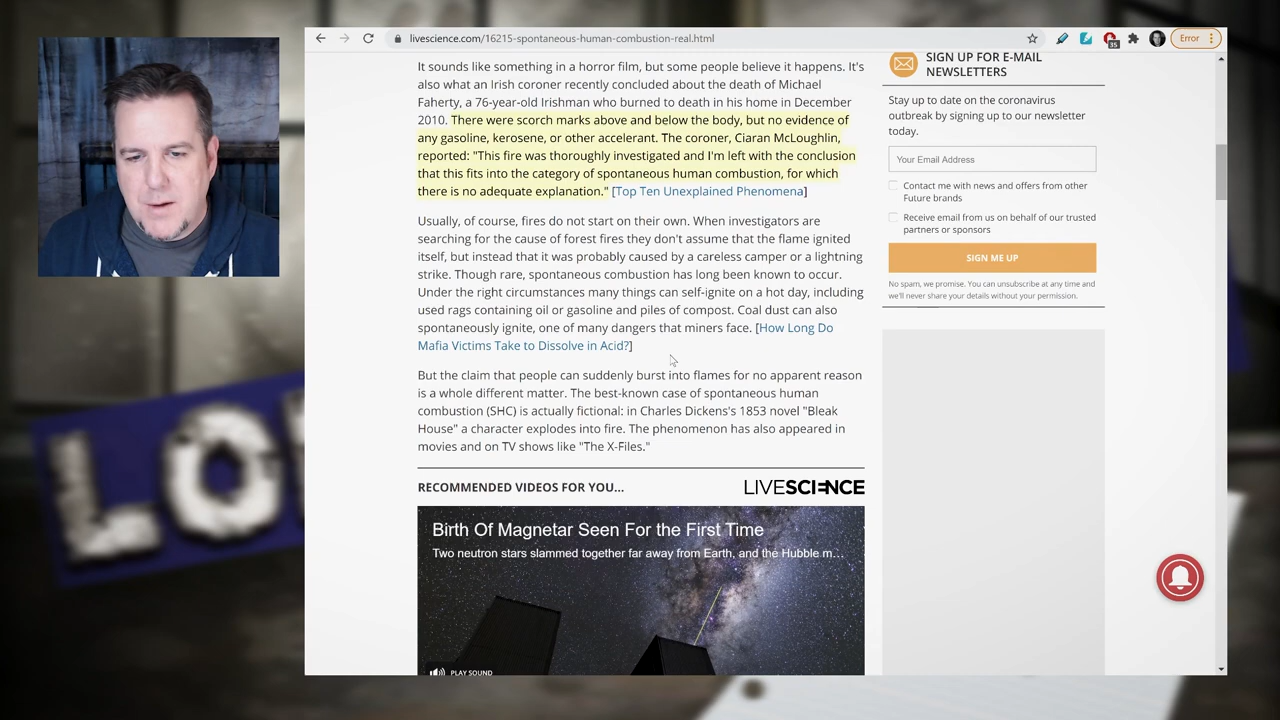 livescience.com/16215-spontaneous-human-combustion-real.html
35
Error
It sounds like something in a horror film, but some people believe it happens. It's
also what an Irish coroner recently concluded about the death of Michael
Faherty, a 76-year-old Irishman who burned to death in his home in December
2010. There were scorch marks above and below the body, but no evidence of
any gasoline, kerosene, or other accelerant. The coroner, Ciaran McLoughlin,
reported: "This fire was thoroughly investigated and I'm left with the conclusion
that this fits into the category of spontaneous human combustion, for which
there is no adequate explanation." [Top Ten Unexplained Phenomena]
Usually, of course, fires do not start on their own. When investigators are
searching for the cause of forest fires they don't assume that the flame ignited
itself, but instead that it was probably caused by a careless camper or a lightning
strike. Though rare, spontaneous combustion has long been known to occur.
Under the right circumstances many things can self-ignite on a hot day, including
used rags containing oil or gasoline and piles of compost. Coal dust can also
spontaneously ignite, one of many dangers that miners face. [How Long Do
Mafia Victims Take to Dissolve in Acid?]
But the claim that people can suddenly burst into flames for no apparent reason
is a whole different matter. The best-known case of spontaneous human
combustion (SHC) is actually fictional: in Charles Dickens's 1853 novel "Bleak
House" a character explodes into fire. The phenomenon has also appeared in
movies and on TV shows like "The X-Files."
RECOMMENDED VIDEOS FOR YOU...
LIVESCIENCE
Birth Of Magnetar Seen For the First Time
Two neutron stars slammed together far away from Earth, and the Hubble m...
PLAY SOUND
SIGN UP FOR E-MAIL
NEWSLETTERS
Stay up to date on the coronavirus
outbreak by signing up to our newsletter
today.
Your Email Address
Contact me with news and offers from other
Future brands
Receive email from us on behalf of our trusted
partners or sponsors
SIGN ME UP
No spam, we promise. You can unsubscribe at any time and
we'll never share your details without your permission.